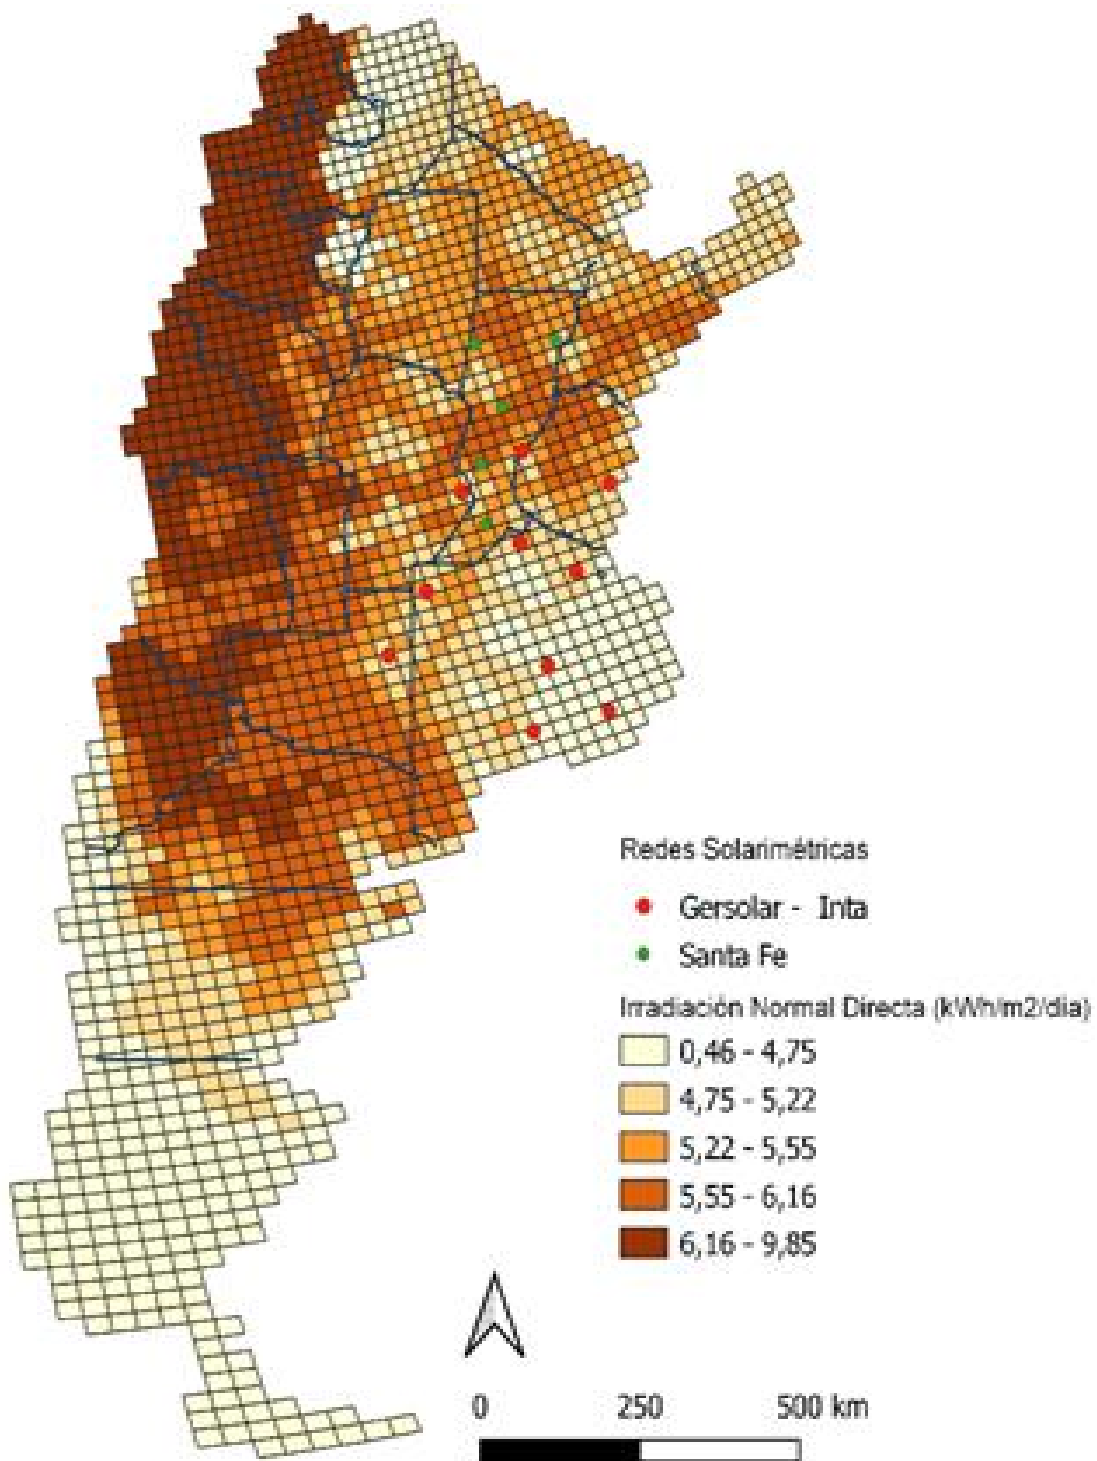 Redes Solarimétricas
Gersolar - Inta
Santa Fe
Irradiación Normal Directa (kWh/m2/dia)
0,46 - 4,75
4,75 - 5,22
5,22 - 5,55
5,55 - 6,16
6,16 - 9,85
0 250 500 km